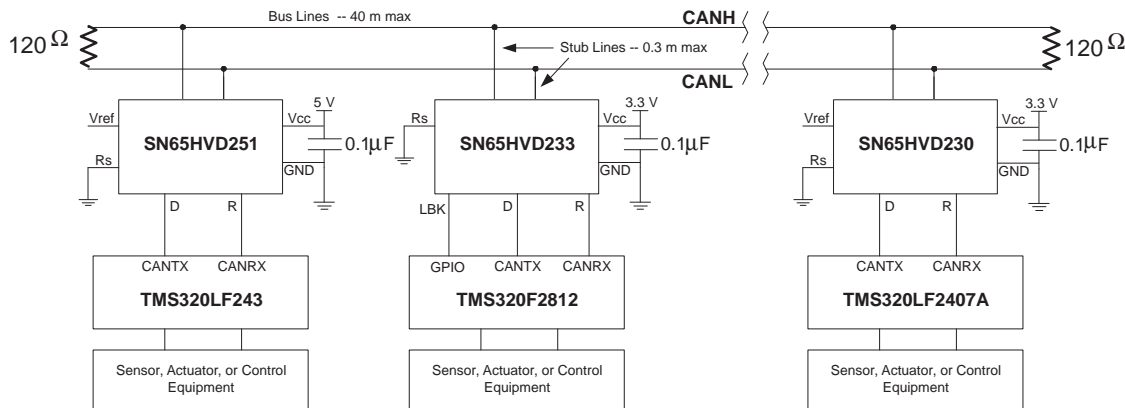 Bus Lines -- 40 m max
CANH
120 Ω
Stub Lines -- 0.3 m max
120 Ω
CANL
5 V
3.3 V
3.3 V
Vref
Vcc
Rs
Vcc
Vref
Vcc
SN65HVD251
0.1µF
SN65HVD233
0.1µF
SN65HVD230
0.1µF
Rs
GND
GND
Rs
GND
D
R
LBK
D
R
D
R
CANTX
CANRX
GPIO
CANTX
CANRX
CANTX
CANRX
TMS320LF243
TMS320F2812
TMS320LF2407A
Sensor, Actuator, or Control
Equipment
Sensor, Actuator, or Control
Equipment
Sensor, Actuator, or Control
Equipment